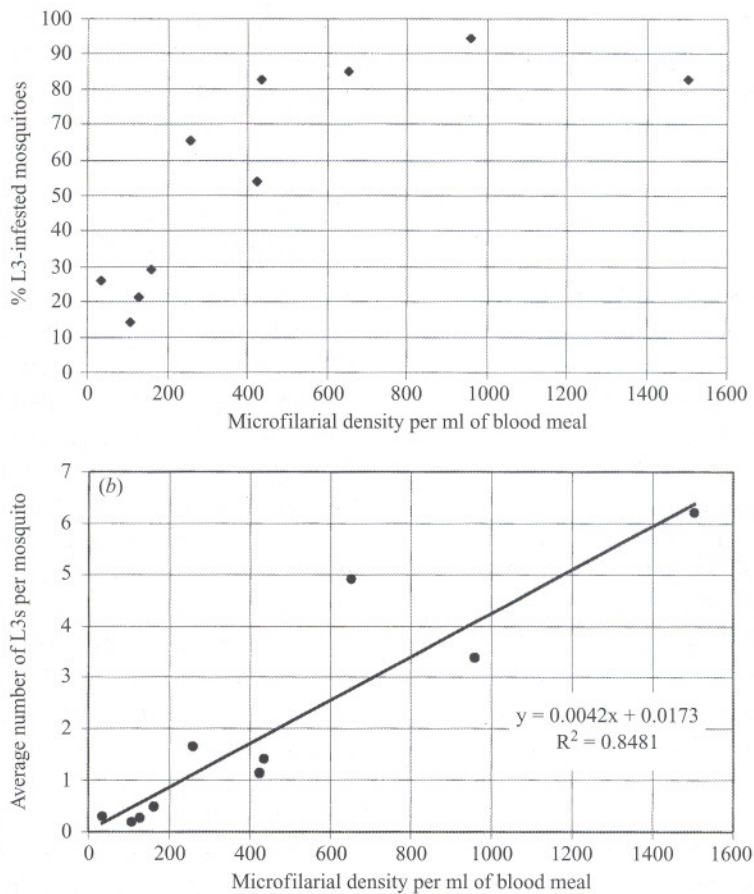 100
90
80
70
60
50
40
30
20
10
0
% L3-infested mosquitoes
0 200 400 600 800 1000 1200 1400 1600
Microfilarial density per ml of blood meal
(b)
7
6
5
4
3
2
1
0
Average number of L3s per mosquito
y = 0.0042x + 0.0173
R² = 0.8481
0 200 400 600 800 1000 1200 1400 1600
Microfilarial density per ml of blood meal